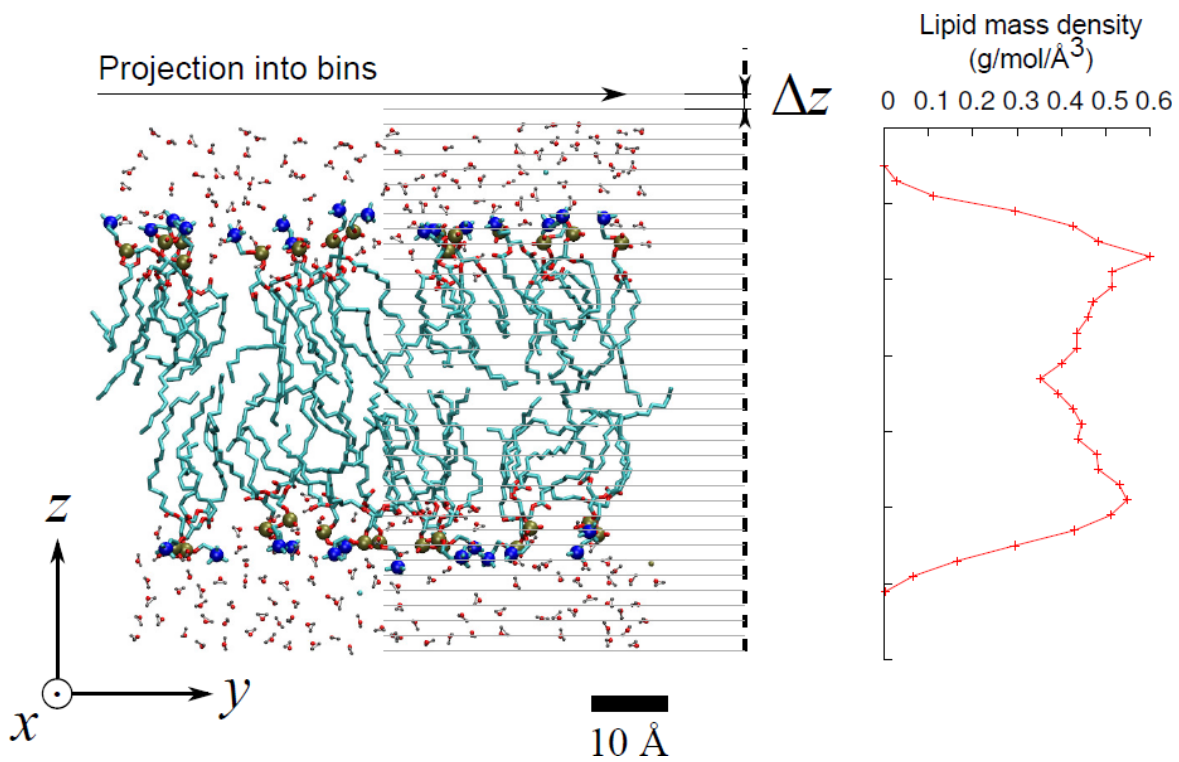 Lipid mass density
(g/mol/Å³)
Projection into bins
Δz
0 0.1 0.2 0.3 0.4 0.5 0.6
z
y
x
10 Å